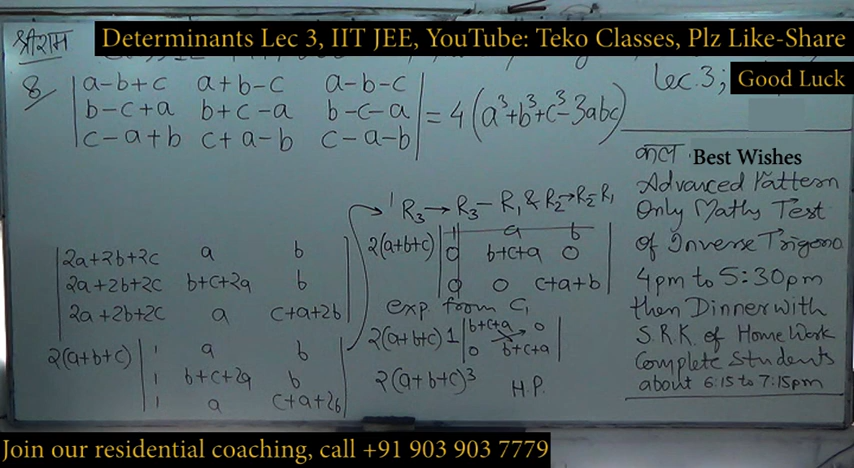 श्रीराम
Determinants Lec 3, IIT JEE, YouTube: Teko Classes, Plz Like-Share
Lec.3;
Good Luck
8
| a-b+c a+b-c a-b-c |
| b-c+a b+c-a b-c-a | = 4(a³+b³+c³-3abc)
| c-a+b c+a-b c-a-b |
| 2a+2b+2c a b |
| 2a+2b+2c b+c+2a b |
| 2a+2b+2c a c+a+2b |
2(a+b+c) | 1 a b |
| 1 b+c+2a b |
| 1 a c+a+2b |
R₃→R₃-R₁ & R₂→R₂-R₁
2(a+b+c) | 1 a b |
| 0 b+c+a 0 |
| 0 0 c+a+b |
exp from C₁
2(a+b+c) 1 | b+c+a 0 |
| 0 b+c+a |
2(a+b+c)³ H.P.
कल Best Wishes
Advanced Pattern
Only Maths Test
of Inverse Trigono
4pm to 5:30pm
then Dinner with
S.R.K. of Home Work
Complete Students
about 6:15 to 7:15pm
Join our residential coaching, call +91 903 903 7779